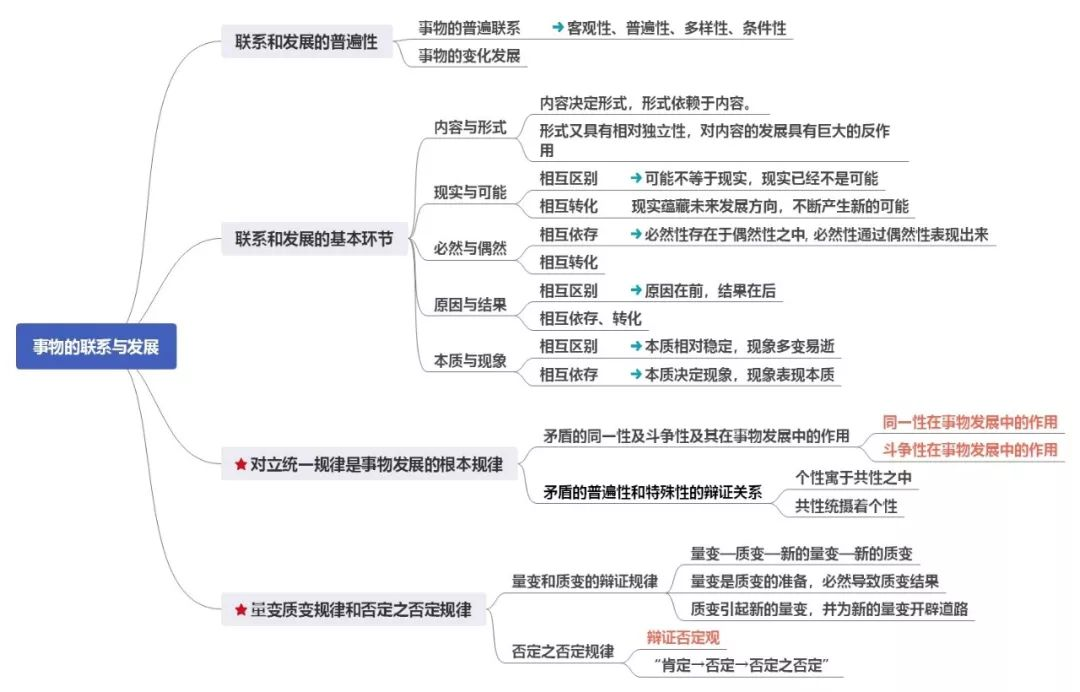 联系和发展的普遍性
事物的普遍联系 → 客观性、普遍性、多样性、条件性
事物的变化发展
联系和发展的基本环节
内容与形式
内容决定形式，形式依赖于内容。
形式又具有相对独立性，对内容的发展具有巨大的反作
用
现实与可能
相互区别 → 可能不等于现实，现实已经不是可能
相互转化 现实蕴藏未来发展方向，不断产生新的可能
必然与偶然
相互依存 → 必然性存在于偶然性之中, 必然性通过偶然性表现出来
相互转化
原因与结果
相互区别 → 原因在前，结果在后
相互依存、转化
本质与现象
相互区别 → 本质相对稳定，现象多变易逝
相互依存 → 本质决定现象，现象表现本质
事物的联系与发展
★ 对立统一规律是事物发展的根本规律
矛盾的同一性及斗争性及其在事物发展中的作用
同一性在事物发展中的作用
斗争性在事物发展中的作用
矛盾的普遍性和特殊性的辩证关系
个性寓于共性之中
共性统摄着个性
★ 量变质变规律和否定之否定规律
量变和质变的辩证规律
量变—质变—新的量变—新的质变
量变是质变的准备，必然导致质变结果
质变引起新的量变，并为新的量变开辟道路
否定之否定规律
辩证否定观
“肯定→否定→否定之否定”